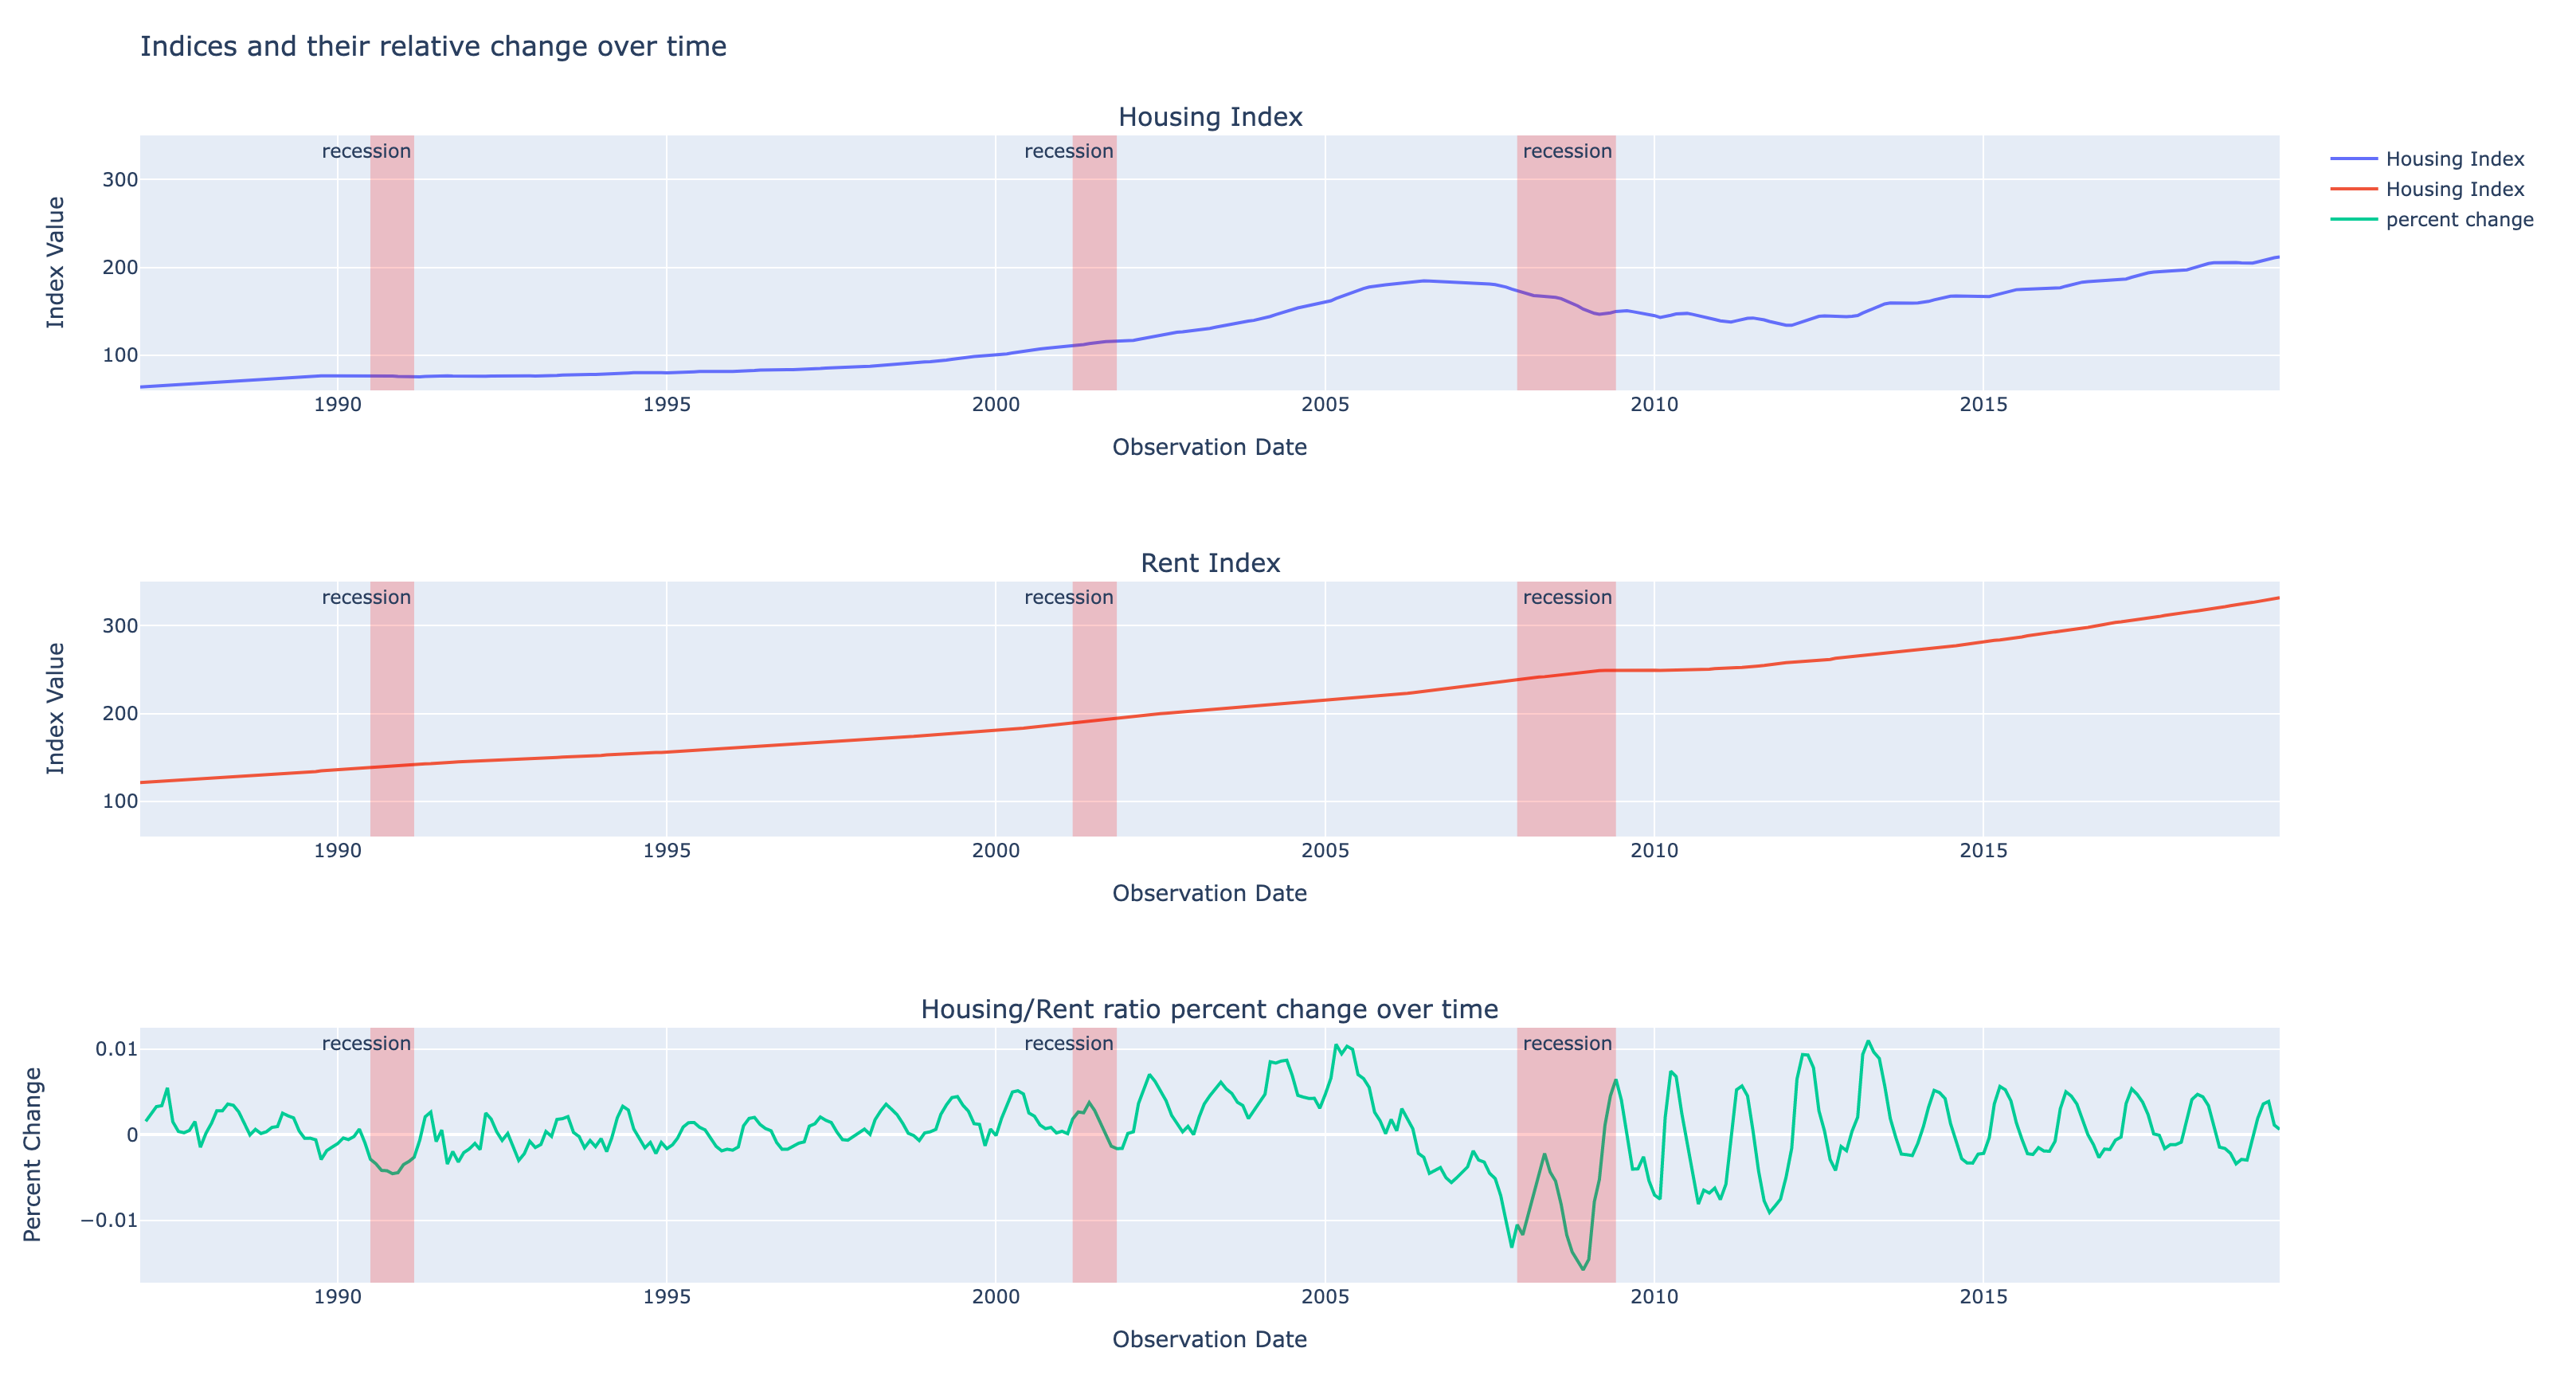 Indices and their relative change over time
Housing Index
recession recession recession
Index Value
300
200
100
1990 1995 2000 2005 2010 2015
Observation Date
Housing Index
Housing Index
percent change
Rent Index
recession recession recession
Index Value
300
200
100
1990 1995 2000 2005 2010 2015
Observation Date
Housing/Rent ratio percent change over time
recession recession recession
Percent Change
0.01
0
−0.01
1990 1995 2000 2005 2010 2015
Observation Date